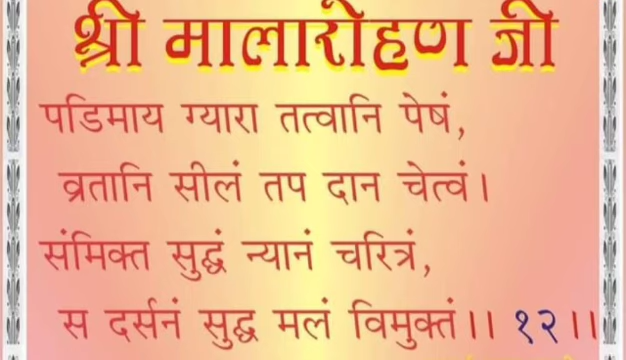 श्री मालारोहण जी
पडिमाय ग्यारा तत्वानि पेषं,
व्रतानि सीलं तप दान चेत्वं।
संमिक्त सुद्धं न्यानं चरित्रं,
स दर्सनं सुद्ध मलं विमुक्तं।। १२।।